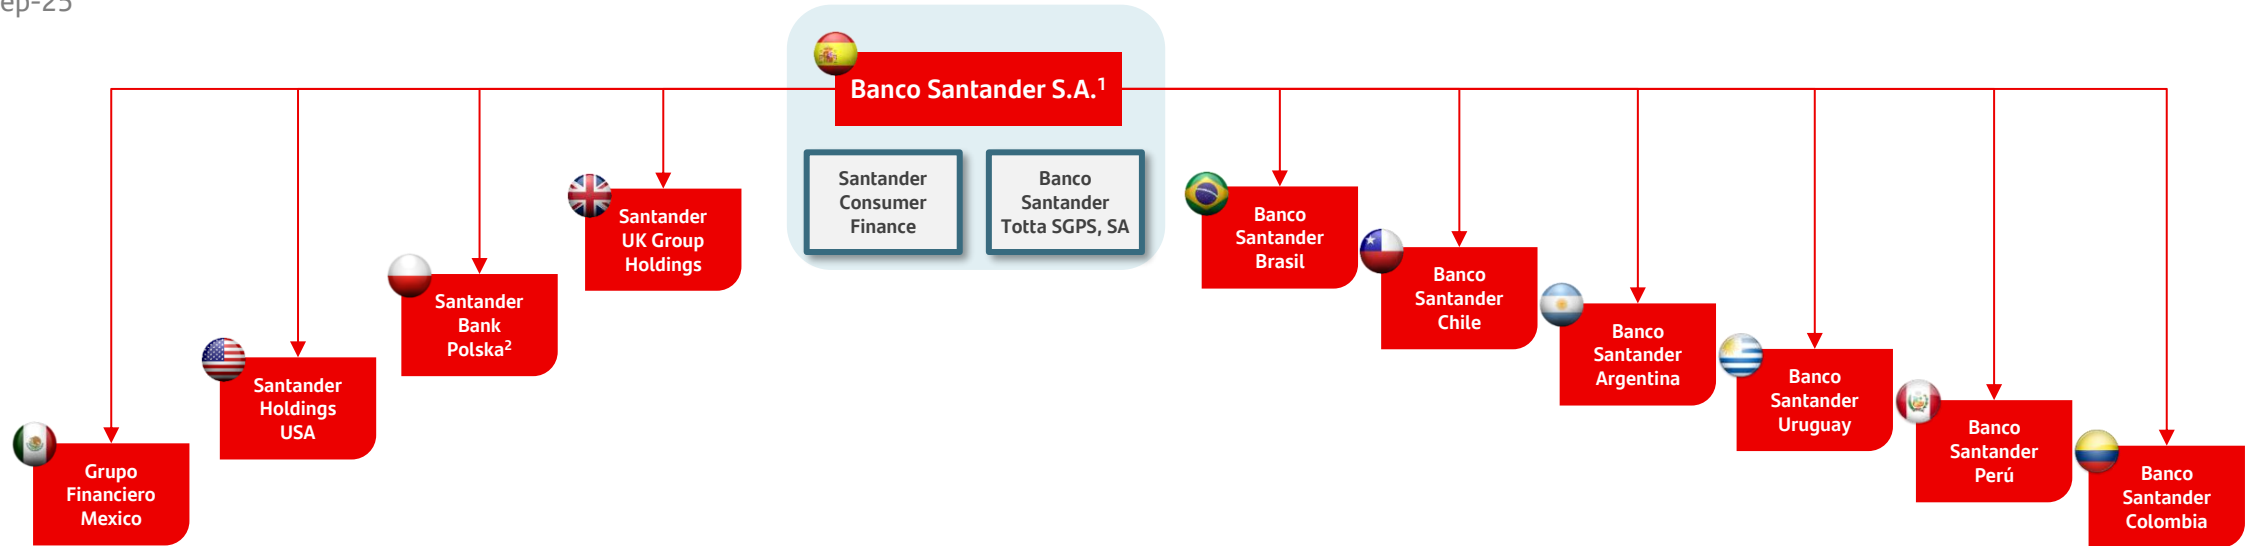 ep-25
Banco Santander S.A.¹
Santander
Consumer
Finance
Banco
Santander
Totta SGPS, SA
Santander
UK Group
Holdings
Santander
Bank
Polska²
Santander
Holdings
USA
Grupo
Financiero
Mexico
Banco
Santander
Brasil
Banco
Santander
Chile
Banco
Santander
Argentina
Banco
Santander
Uruguay
Banco
Santander
Perú
Banco
Santander
Colombia